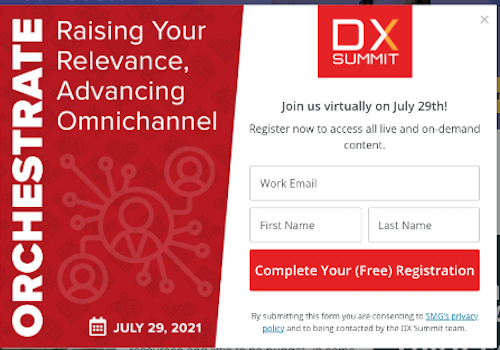 ORCHESTRATE
Raising Your
Relevance,
Advancing
Omnichannel
JULY 29, 2021
DX
SUMMIT
×
Join us virtually on July 29th!
Register now to access all live and on-demand
content.
Work Email
First Name
Last Name
Complete Your (Free) Registration
By submitting this form you are consenting to SMG's privacy
policy and to being contacted by the DX Summit team.